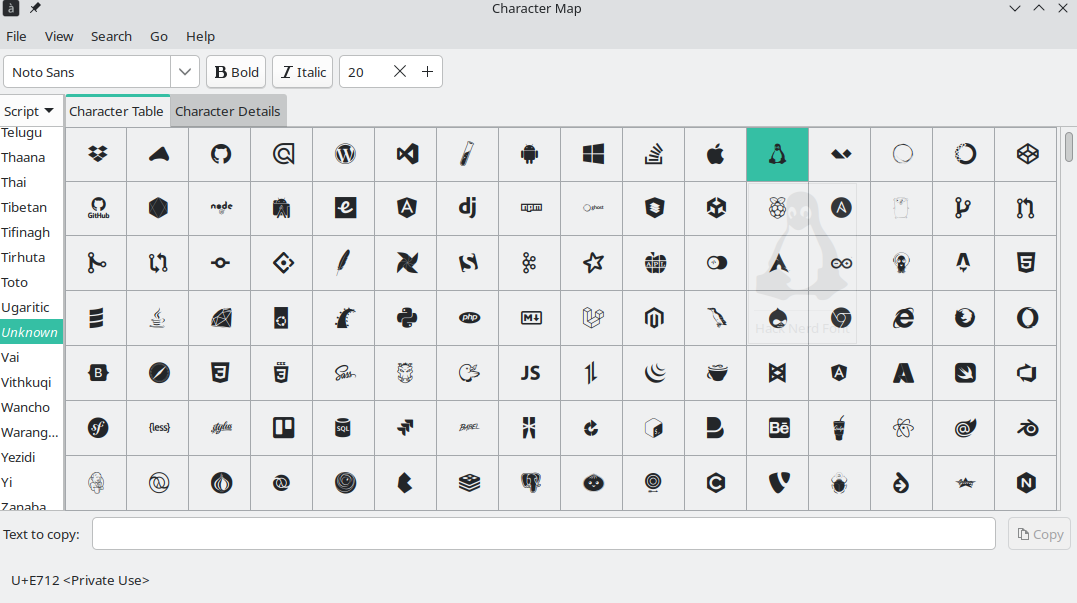 Character Map
File View Search Go Help
Noto Sans B Bold I Italic 20
Script Character Table Character Details
Telugu
Thaana
Thai
Tibetan
Tifinagh
Tirhuta
Toto
Ugaritic
Unknown
Vai
Vithkuqi
Wancho
Warang...
Yezidi
Yi
Zanaba
GitHub node dj npm ghost
php
JS
{less} stylus SQL BABEL Bē
Hack Nerd Font
Text to copy: Copy
U+E712 <Private Use>